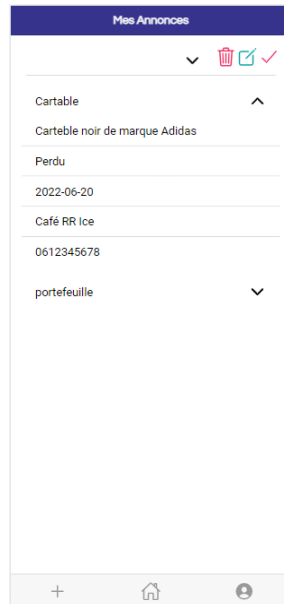 Mes Annonces
Cartable
Carteble noir de marque Adidas
Perdu
2022-06-20
Café RR Ice
0612345678
portefeuille